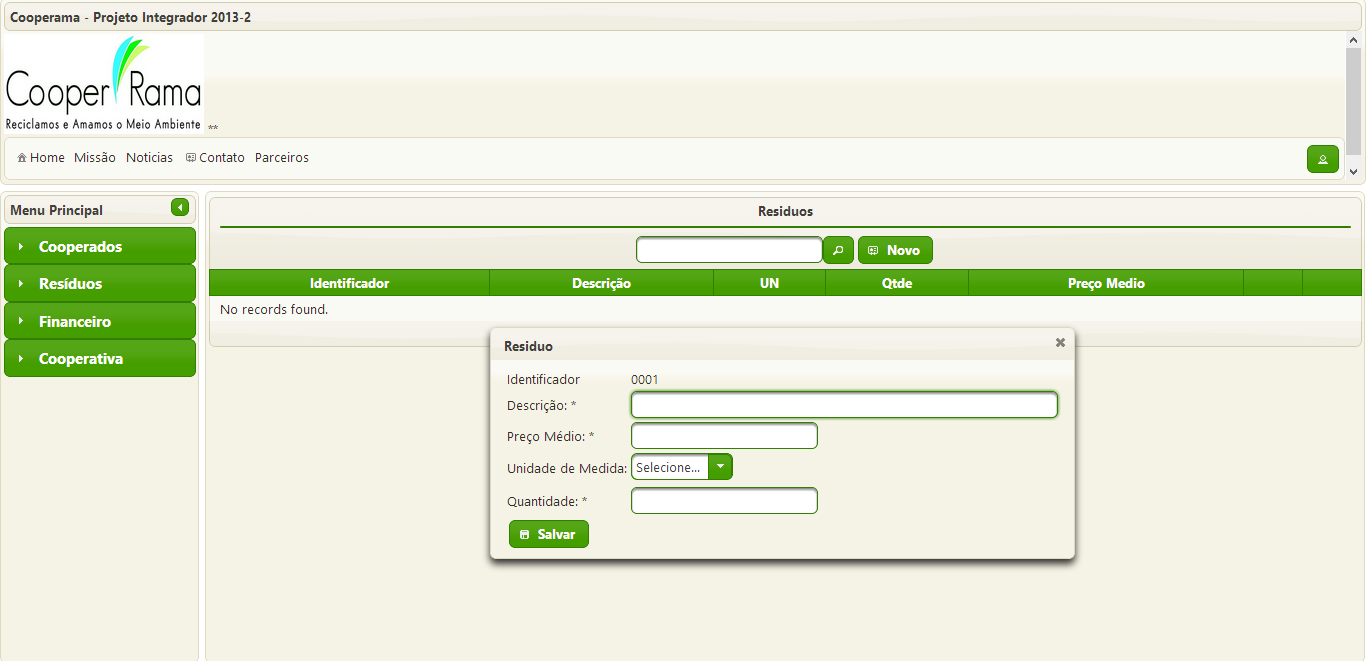 Cooperama - Projeto Integrador 2013-2
Cooper Rama
Reciclamos e Amamos o Meio Ambiente
**
Home Missão Noticias Contato Parceiros
Menu Principal
Cooperados
Resíduos
Financeiro
Cooperativa
Residuos
Novo
Identificador Descrição UN Qtde Preço Medio
No records found.
Residuo
Identificador 0001
Descrição: *
Preço Médio: *
Unidade de Medida: Selecione...
Quantidade: *
Salvar